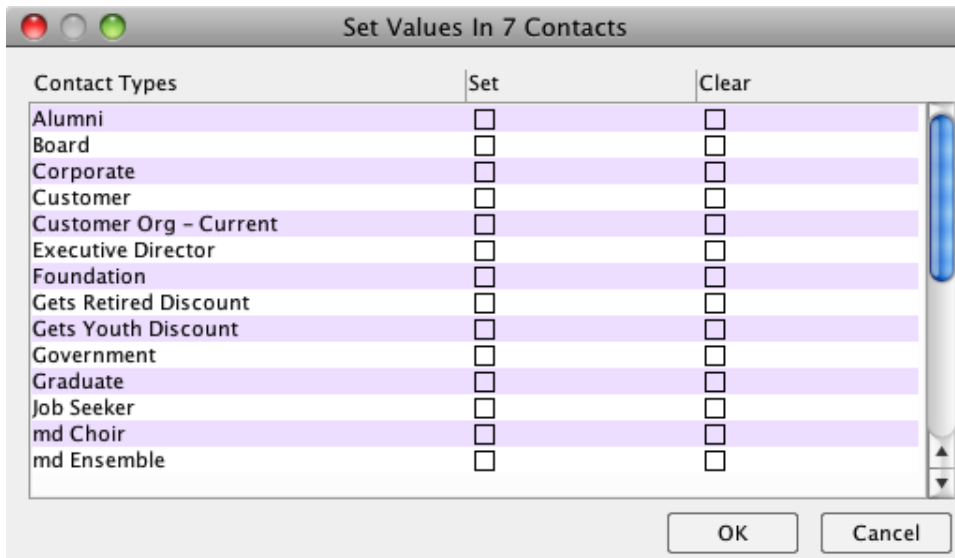 Set Values In 7 Contacts
Contact Types Set Clear
Alumni
Board
Corporate
Customer
Customer Org – Current
Executive Director
Foundation
Gets Retired Discount
Gets Youth Discount
Government
Graduate
Job Seeker
md Choir
md Ensemble
OK Cancel